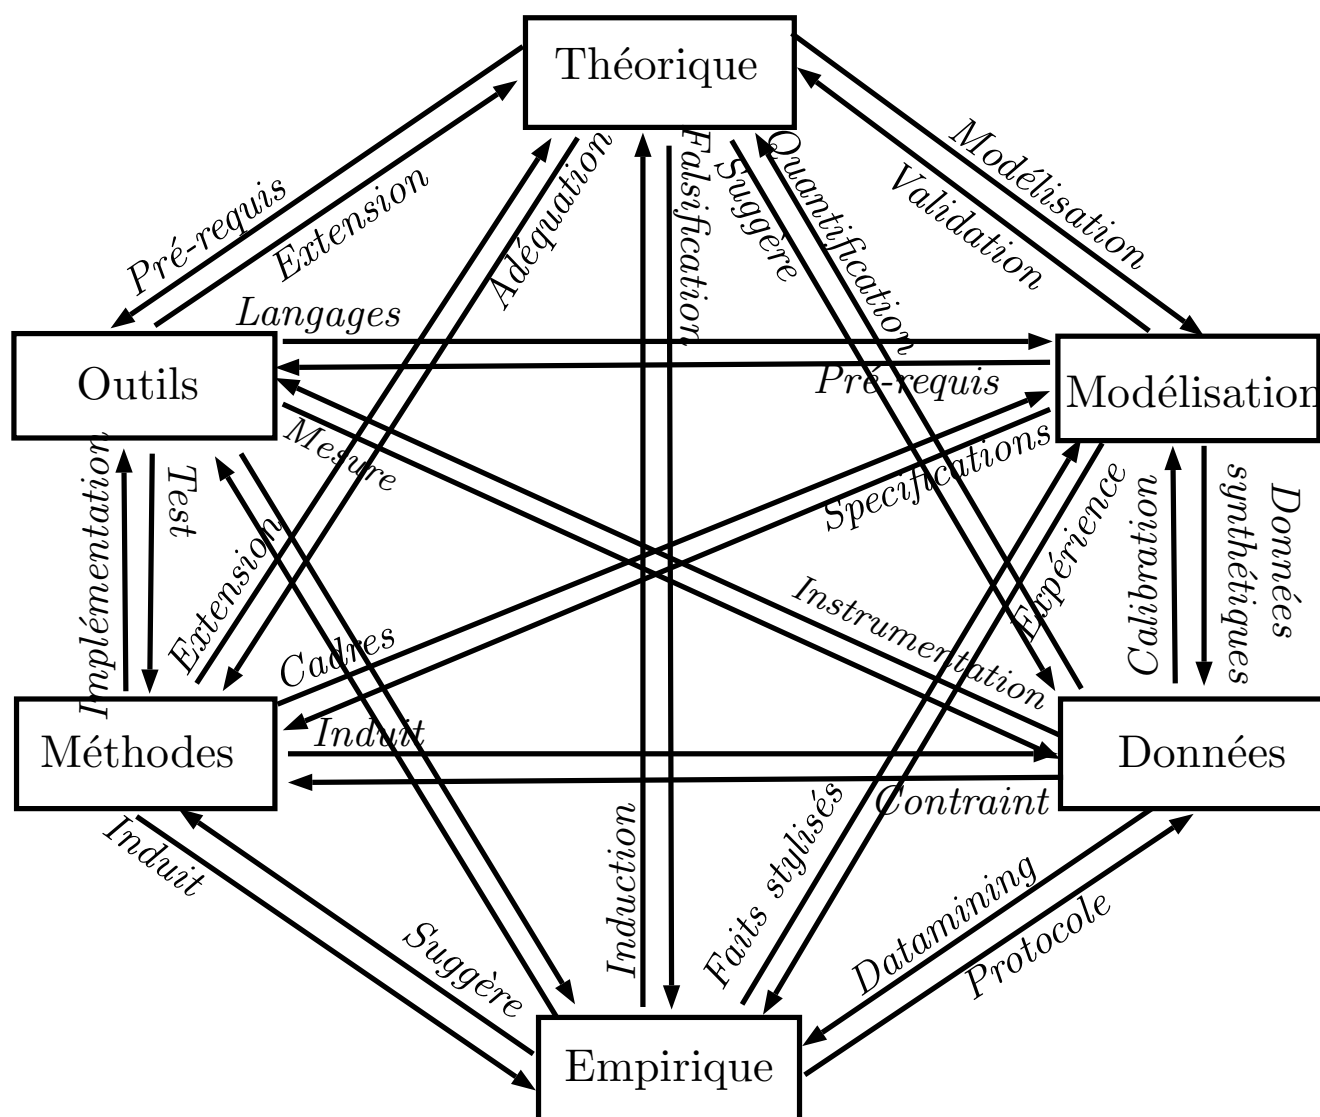 Théorique
Pré-requis
Extension
Adéquation
Falsification
Suggère
Quantification
Validation
Modélisation
Langages
Outils
Pré-requis
Modélisation
Mesure
Specifications
Implémentation
Test
Extension
Expérience
Calibration
Données
synthétiques
Cadres
Instrumentation
Méthodes
Induit
Données
Contraint
Induit
Suggère
Induction
Faits stylisés
Datamining
Protocole
Empirique